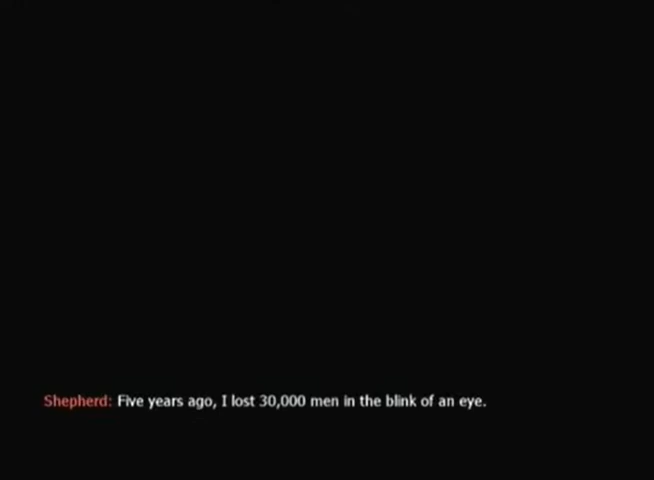 Shepherd: Five years ago, I lost 30,000 men in the blink of an eye.